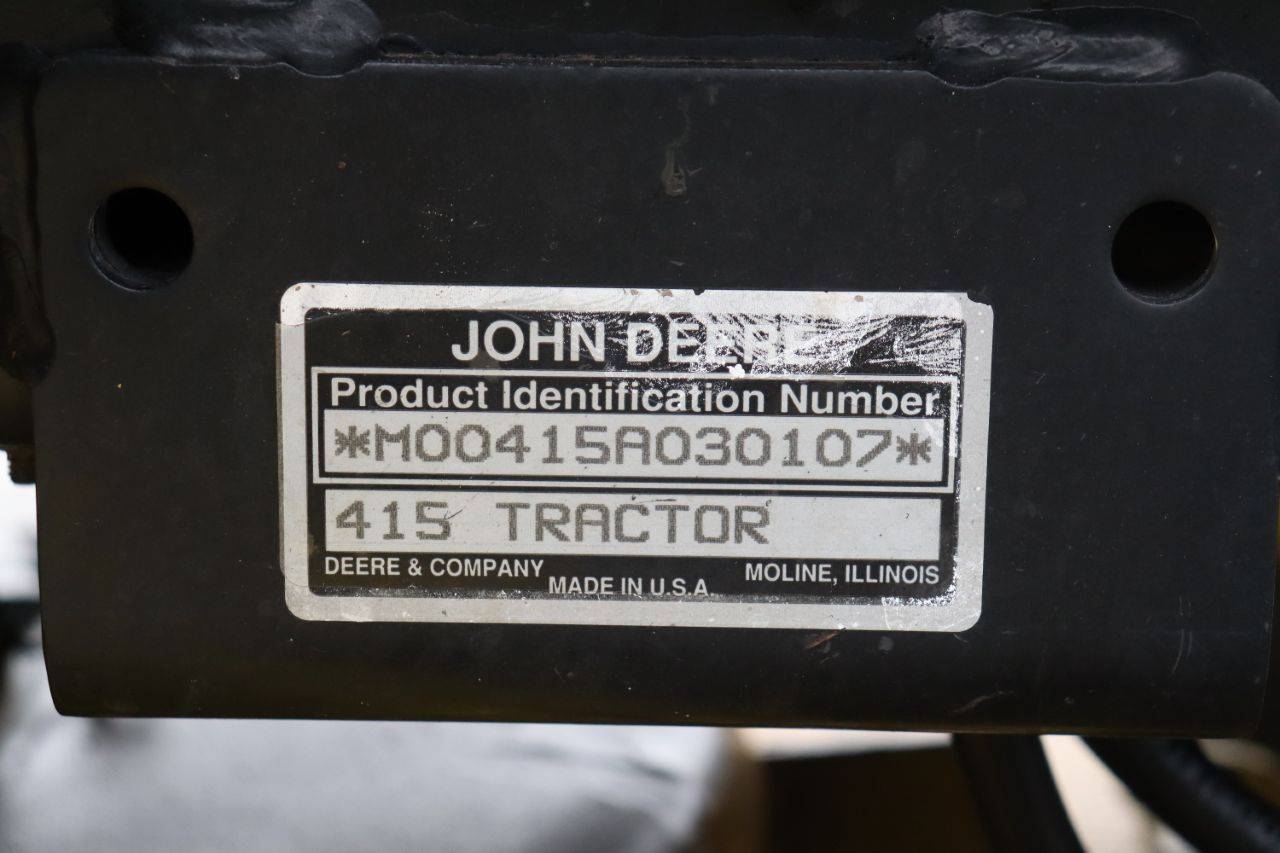 JOHN DEERE
Product Identification Number
*M00415A030107*
415 TRACTOR
DEERE & COMPANY
MOLINE, ILLINOIS
MADE IN U.S.A.